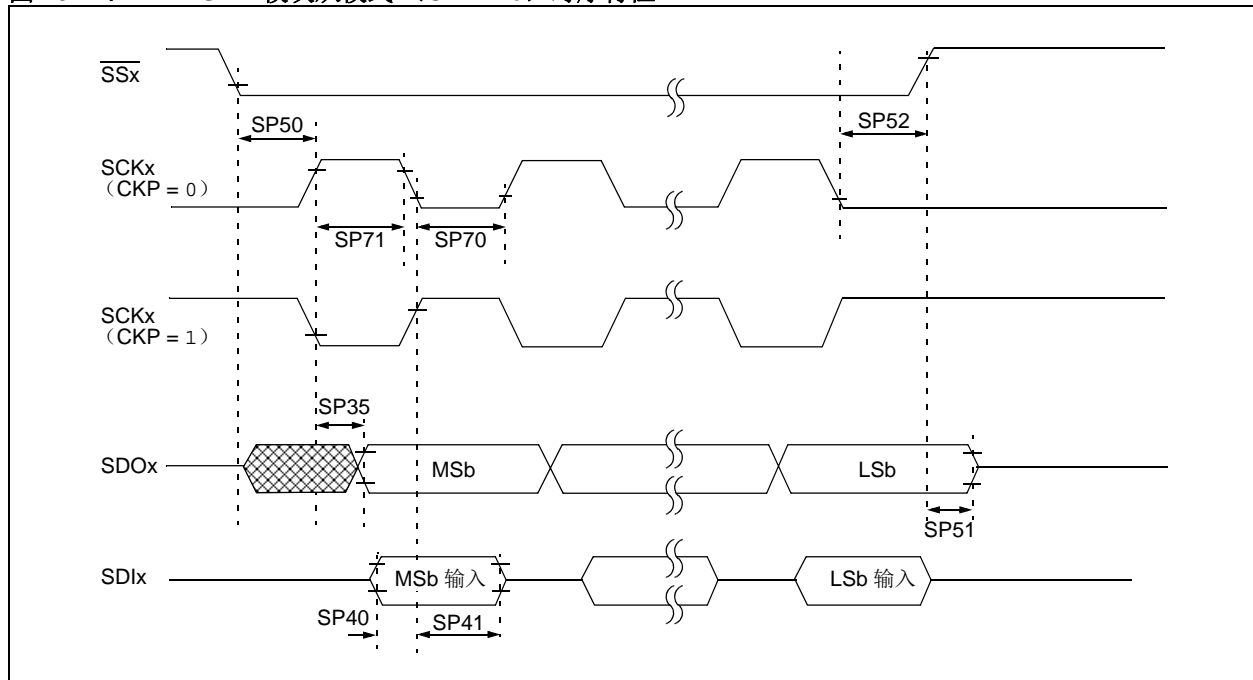 SSx
SP50
SP52
SCKx
（CKP = 0）
SP71
SP70
SCKx
（CKP = 1）
SP35
SDOx
MSb
LSb
SP51
SDIx
MSb 输入
LSb 输入
SP40
SP41